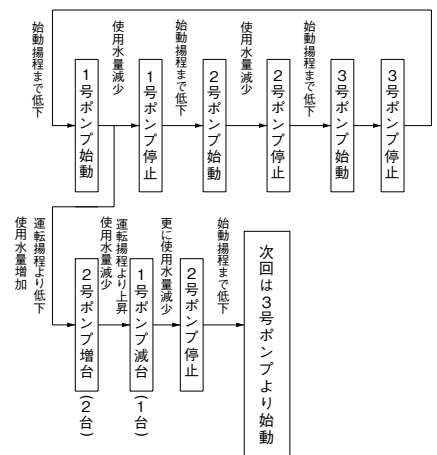 始動揚程まで低下
1号ポンプ始動
使用水量減少
1号ポンプ停止
始動揚程まで低下
2号ポンプ始動
使用水量減少
2号ポンプ停止
始動揚程まで低下
3号ポンプ始動
3号ポンプ停止
運転揚程より低下
使用水量増加
2号ポンプ増台(2台)
運転揚程より上昇
使用水量減少
1号ポンプ減台(1台)
更に使用水量減少
2号ポンプ停止
始動揚程まで低下
次回は3号ポンプより始動